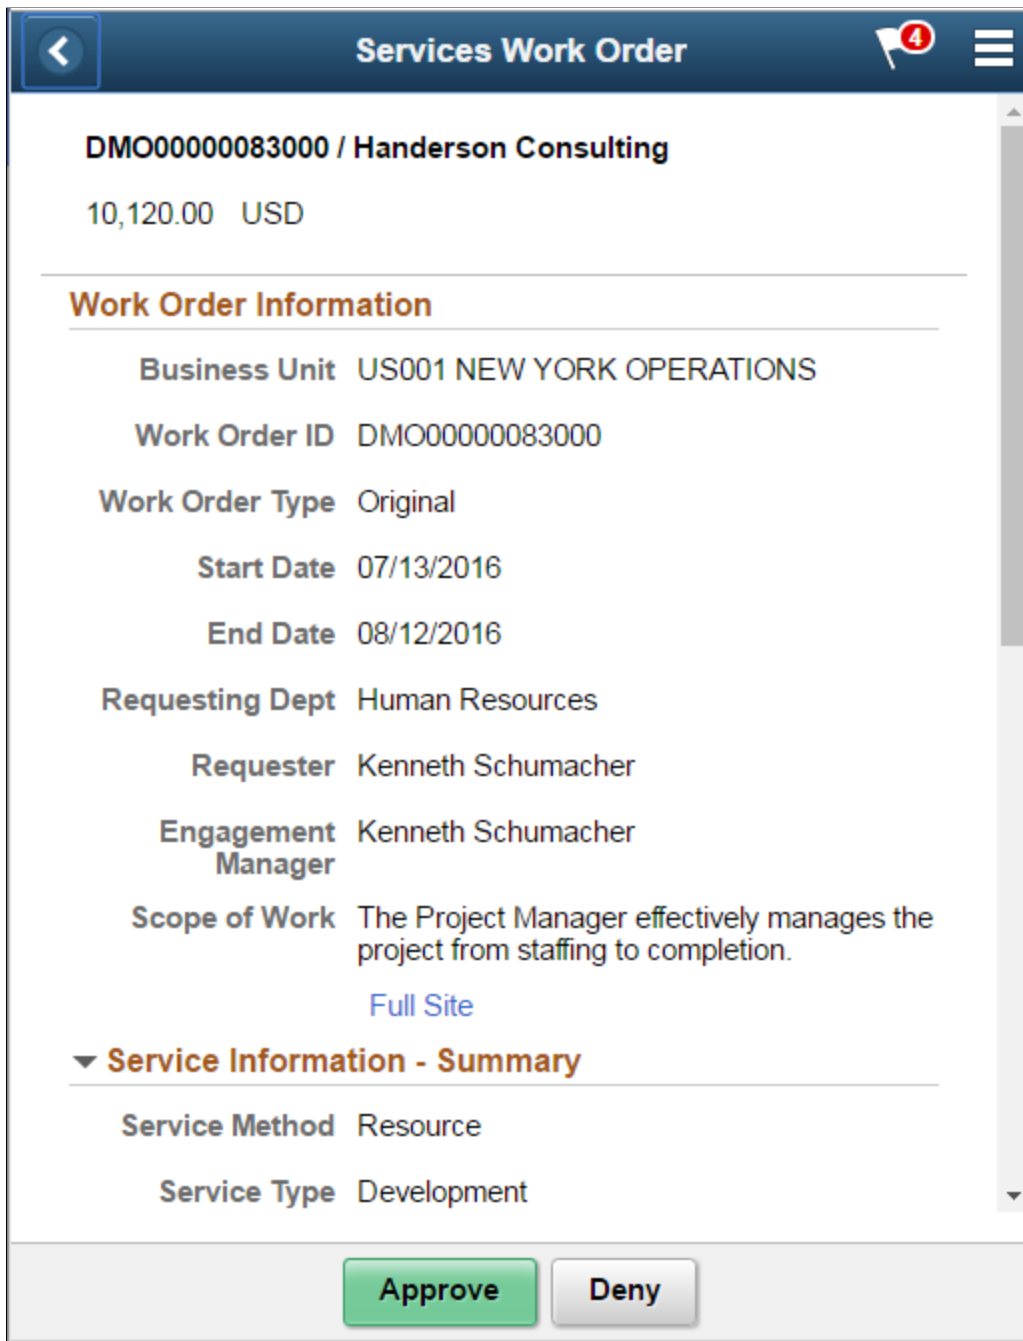 Services Work Order
4
DMO00000083000 / Handerson Consulting
10,120.00 USD
Work Order Information
Business Unit US001 NEW YORK OPERATIONS
Work Order ID DMO00000083000
Work Order Type Original
Start Date 07/13/2016
End Date 08/12/2016
Requesting Dept Human Resources
Requester Kenneth Schumacher
Engagement Kenneth Schumacher
Manager
Scope of Work The Project Manager effectively manages the
project from staffing to completion.
Full Site
Service Information - Summary
Service Method Resource
Service Type Development
Approve Deny